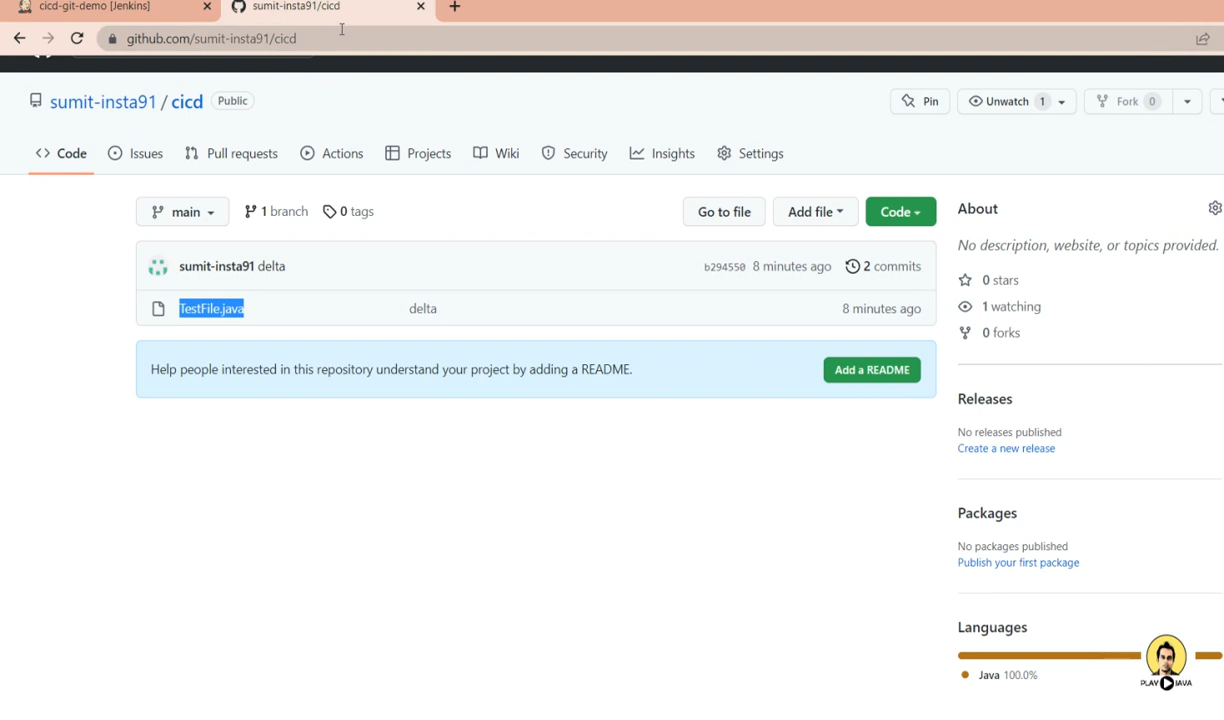 cicd-git-demo [Jenkins]
sumit-insta91/cicd
github.com/sumit-insta91/cicd
sumit-insta91 / cicd Public
Pin
Unwatch 1
Fork 0
Code
Issues
Pull requests
Actions
Projects
Wiki
Security
Insights
Settings
main
1 branch
0 tags
Go to file
Add file
Code
sumit-insta91 delta
b294550 8 minutes ago
2 commits
TestFile.java
delta
8 minutes ago
Help people interested in this repository understand your project by adding a README.
Add a README
About
No description, website, or topics provided.
0 stars
1 watching
0 forks
Releases
No releases published
Create a new release
Packages
No packages published
Publish your first package
Languages
Java 100.0%
PLAY JAVA